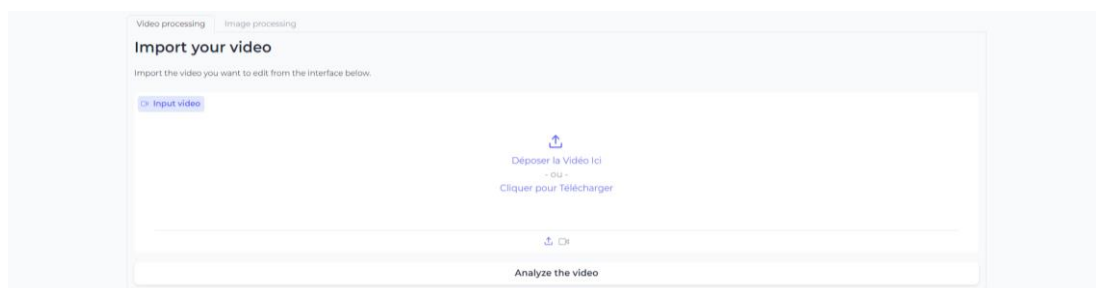 Video processing Image processing
Import your video
Import the video you want to edit from the interface below.
Input video
Déposer la Vidéo Ici
- ou -
Cliquer pour Télécharger
Analyze the video